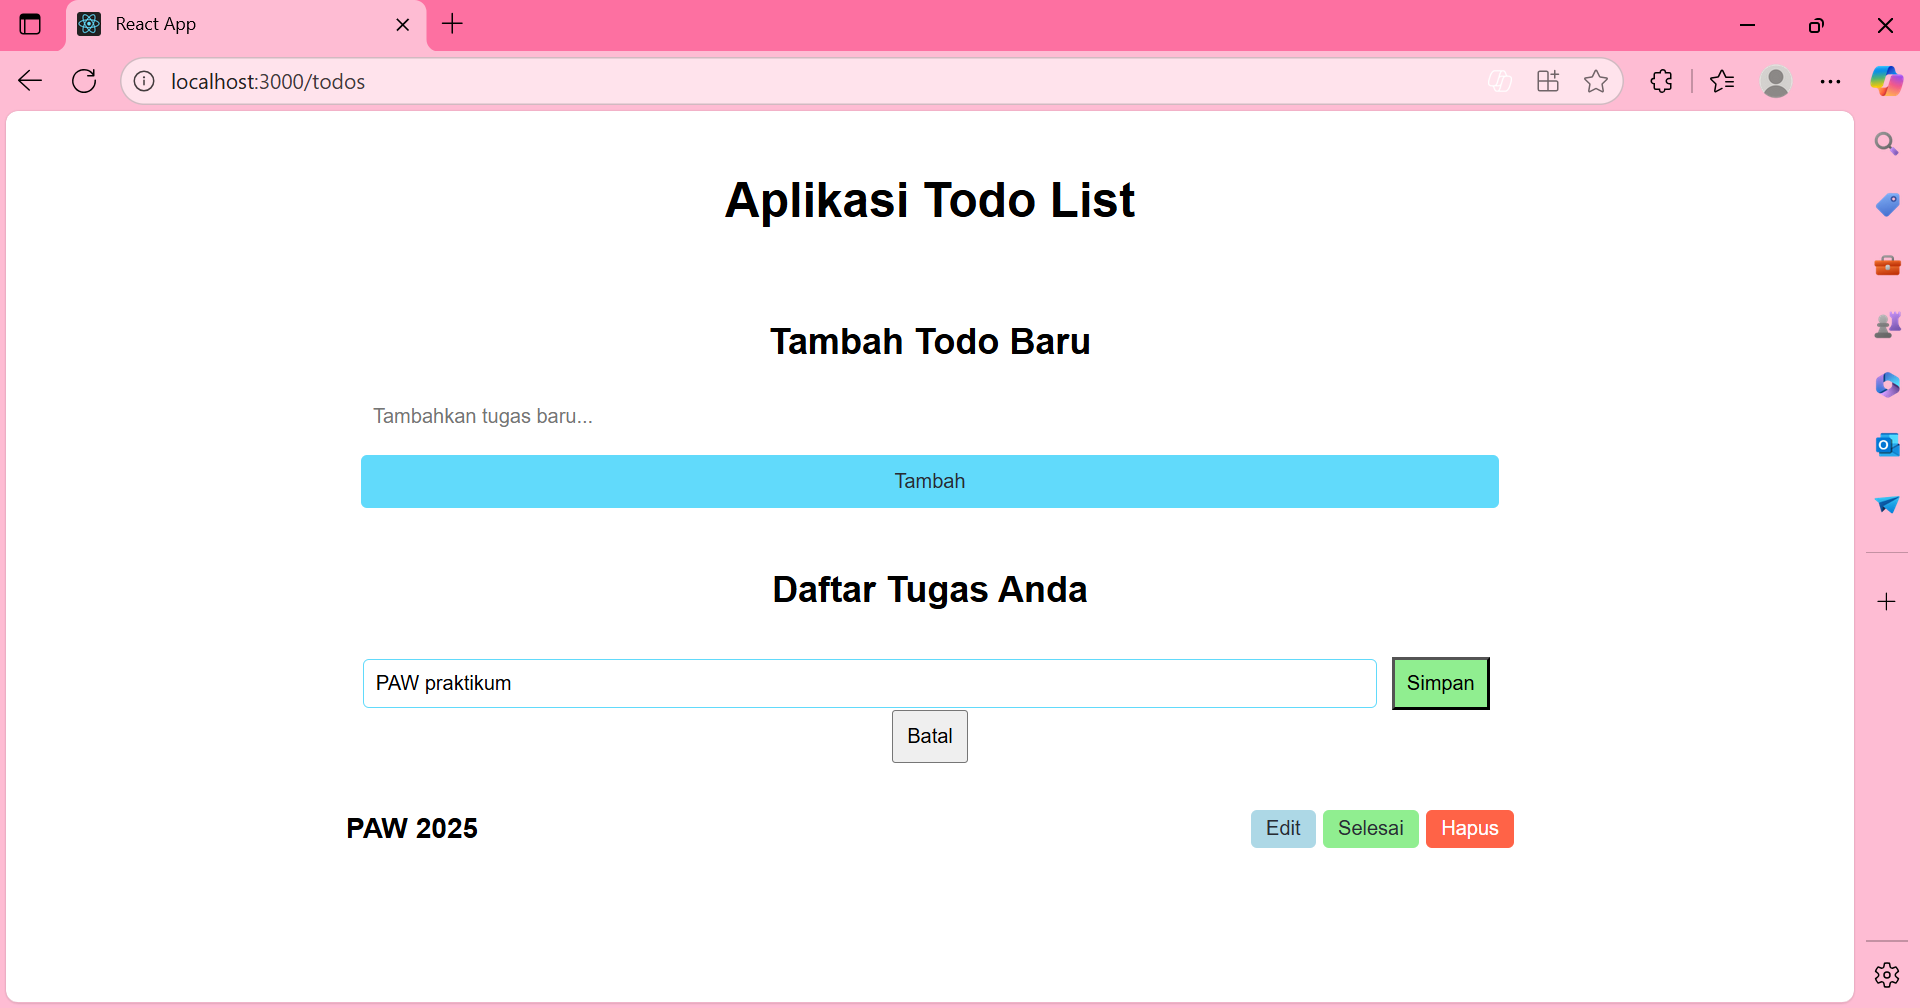 React App
localhost:3000/todos
Aplikasi Todo List
Tambah Todo Baru
Tambahkan tugas baru...
Tambah
Daftar Tugas Anda
PAW praktikum Simpan
Batal
PAW 2025 Edit Selesai Hapus